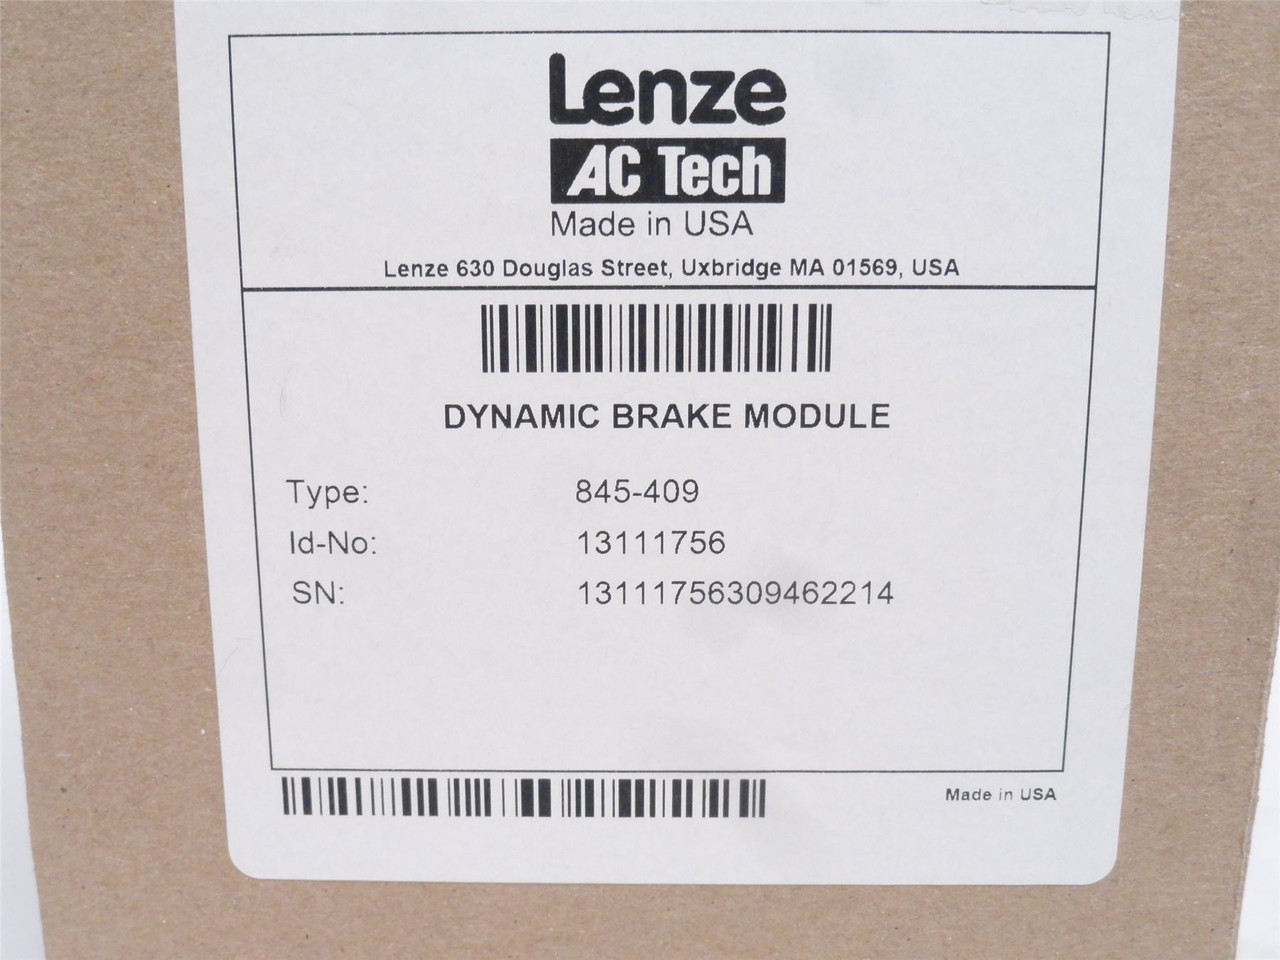 Lenze
AC Tech
Made in USA
Lenze 630 Douglas Street, Uxbridge MA 01569, USA
DYNAMIC BRAKE MODULE
Type: 845-409
Id-No: 13111756
SN: 13111756309462214
Made in USA